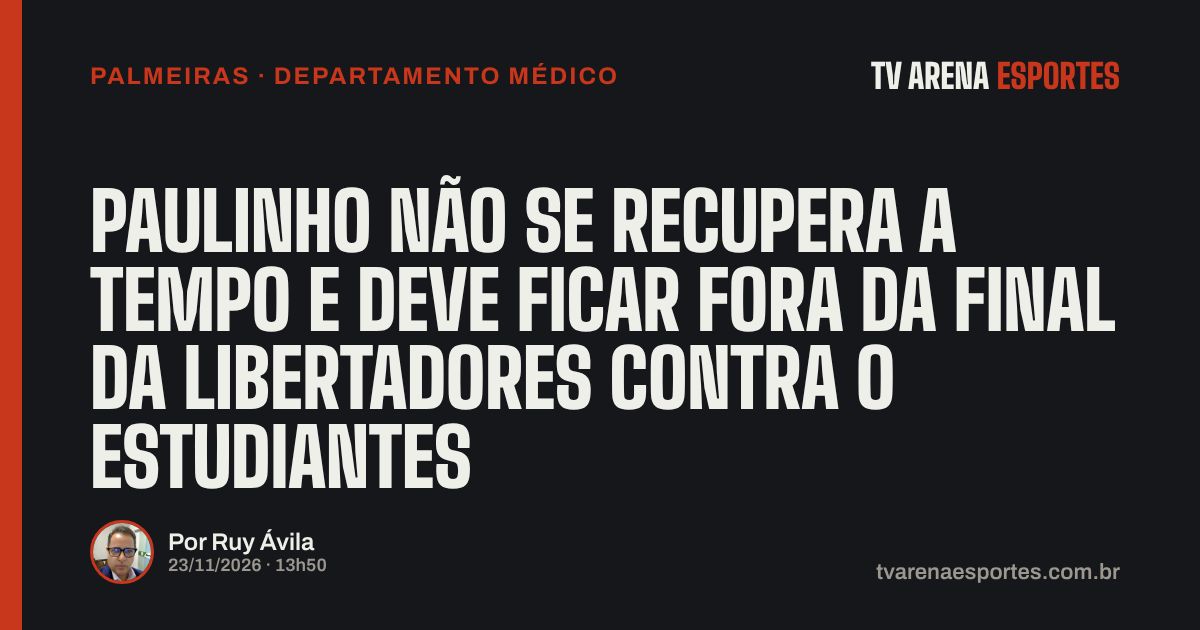 PALMEIRAS · DEPARTAMENTO MÉDICO
TV ARENA ESPORTES
PAULINHO NÃO SE RECUPERA A
TEMPO E DEVE FICAR FORA DA FINAL
DA LIBERTADORES CONTRA O
ESTUDIANTES
Por Ruy Ávila
23/11/2026 · 13h50
tvarenaesportes.com.br